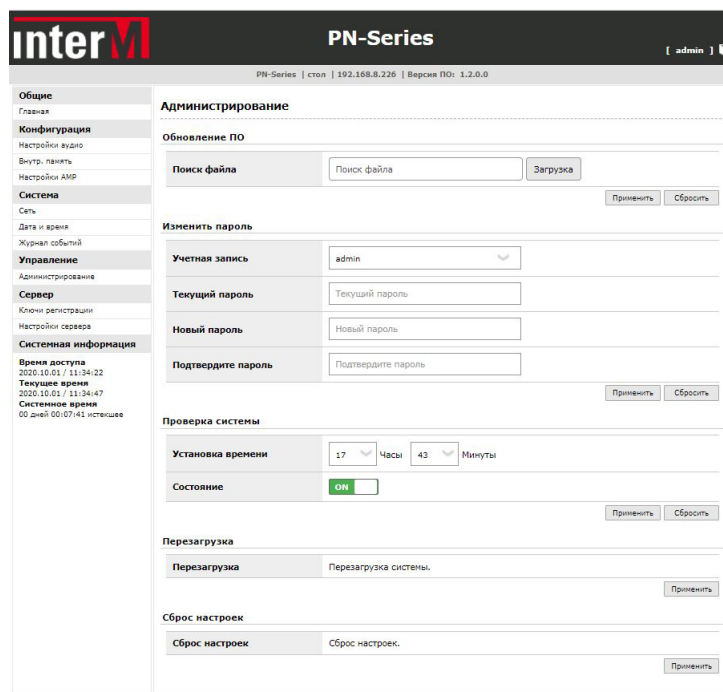 interM
PN-Series
[ admin ]
PN-Series | стол | 192.168.8.226 | Версия ПО: 1.2.0.0
Общие
Главная
Конфигурация
Настройки аудио
Внутр. память
Настройки AMP
Система
Сеть
Дата и время
Журнал событий
Управление
Администрирование
Сервер
Ключи регистрации
Настройки сервера
Системная информация
Время доступа
2020.10.01 / 11:34:22
Текущее время
2020.10.01 / 11:34:47
Системное время
00 дней 00:07:41 истекшее
Администрирование
Обновление ПО
Поиск файла Поиск файла Загрузка
Применить Сбросить
Изменить пароль
Учетная запись admin
Текущий пароль Текущий пароль
Новый пароль Новый пароль
Подтвердите пароль Подтвердите пароль
Применить Сбросить
Проверка системы
Установка времени 17 Часы 43 Минуты
Состояние ON
Применить Сбросить
Перезагрузка
Перезагрузка Перезагрузка системы.
Применить
Сброс настроек
Сброс настроек Сброс настроек.
Применить